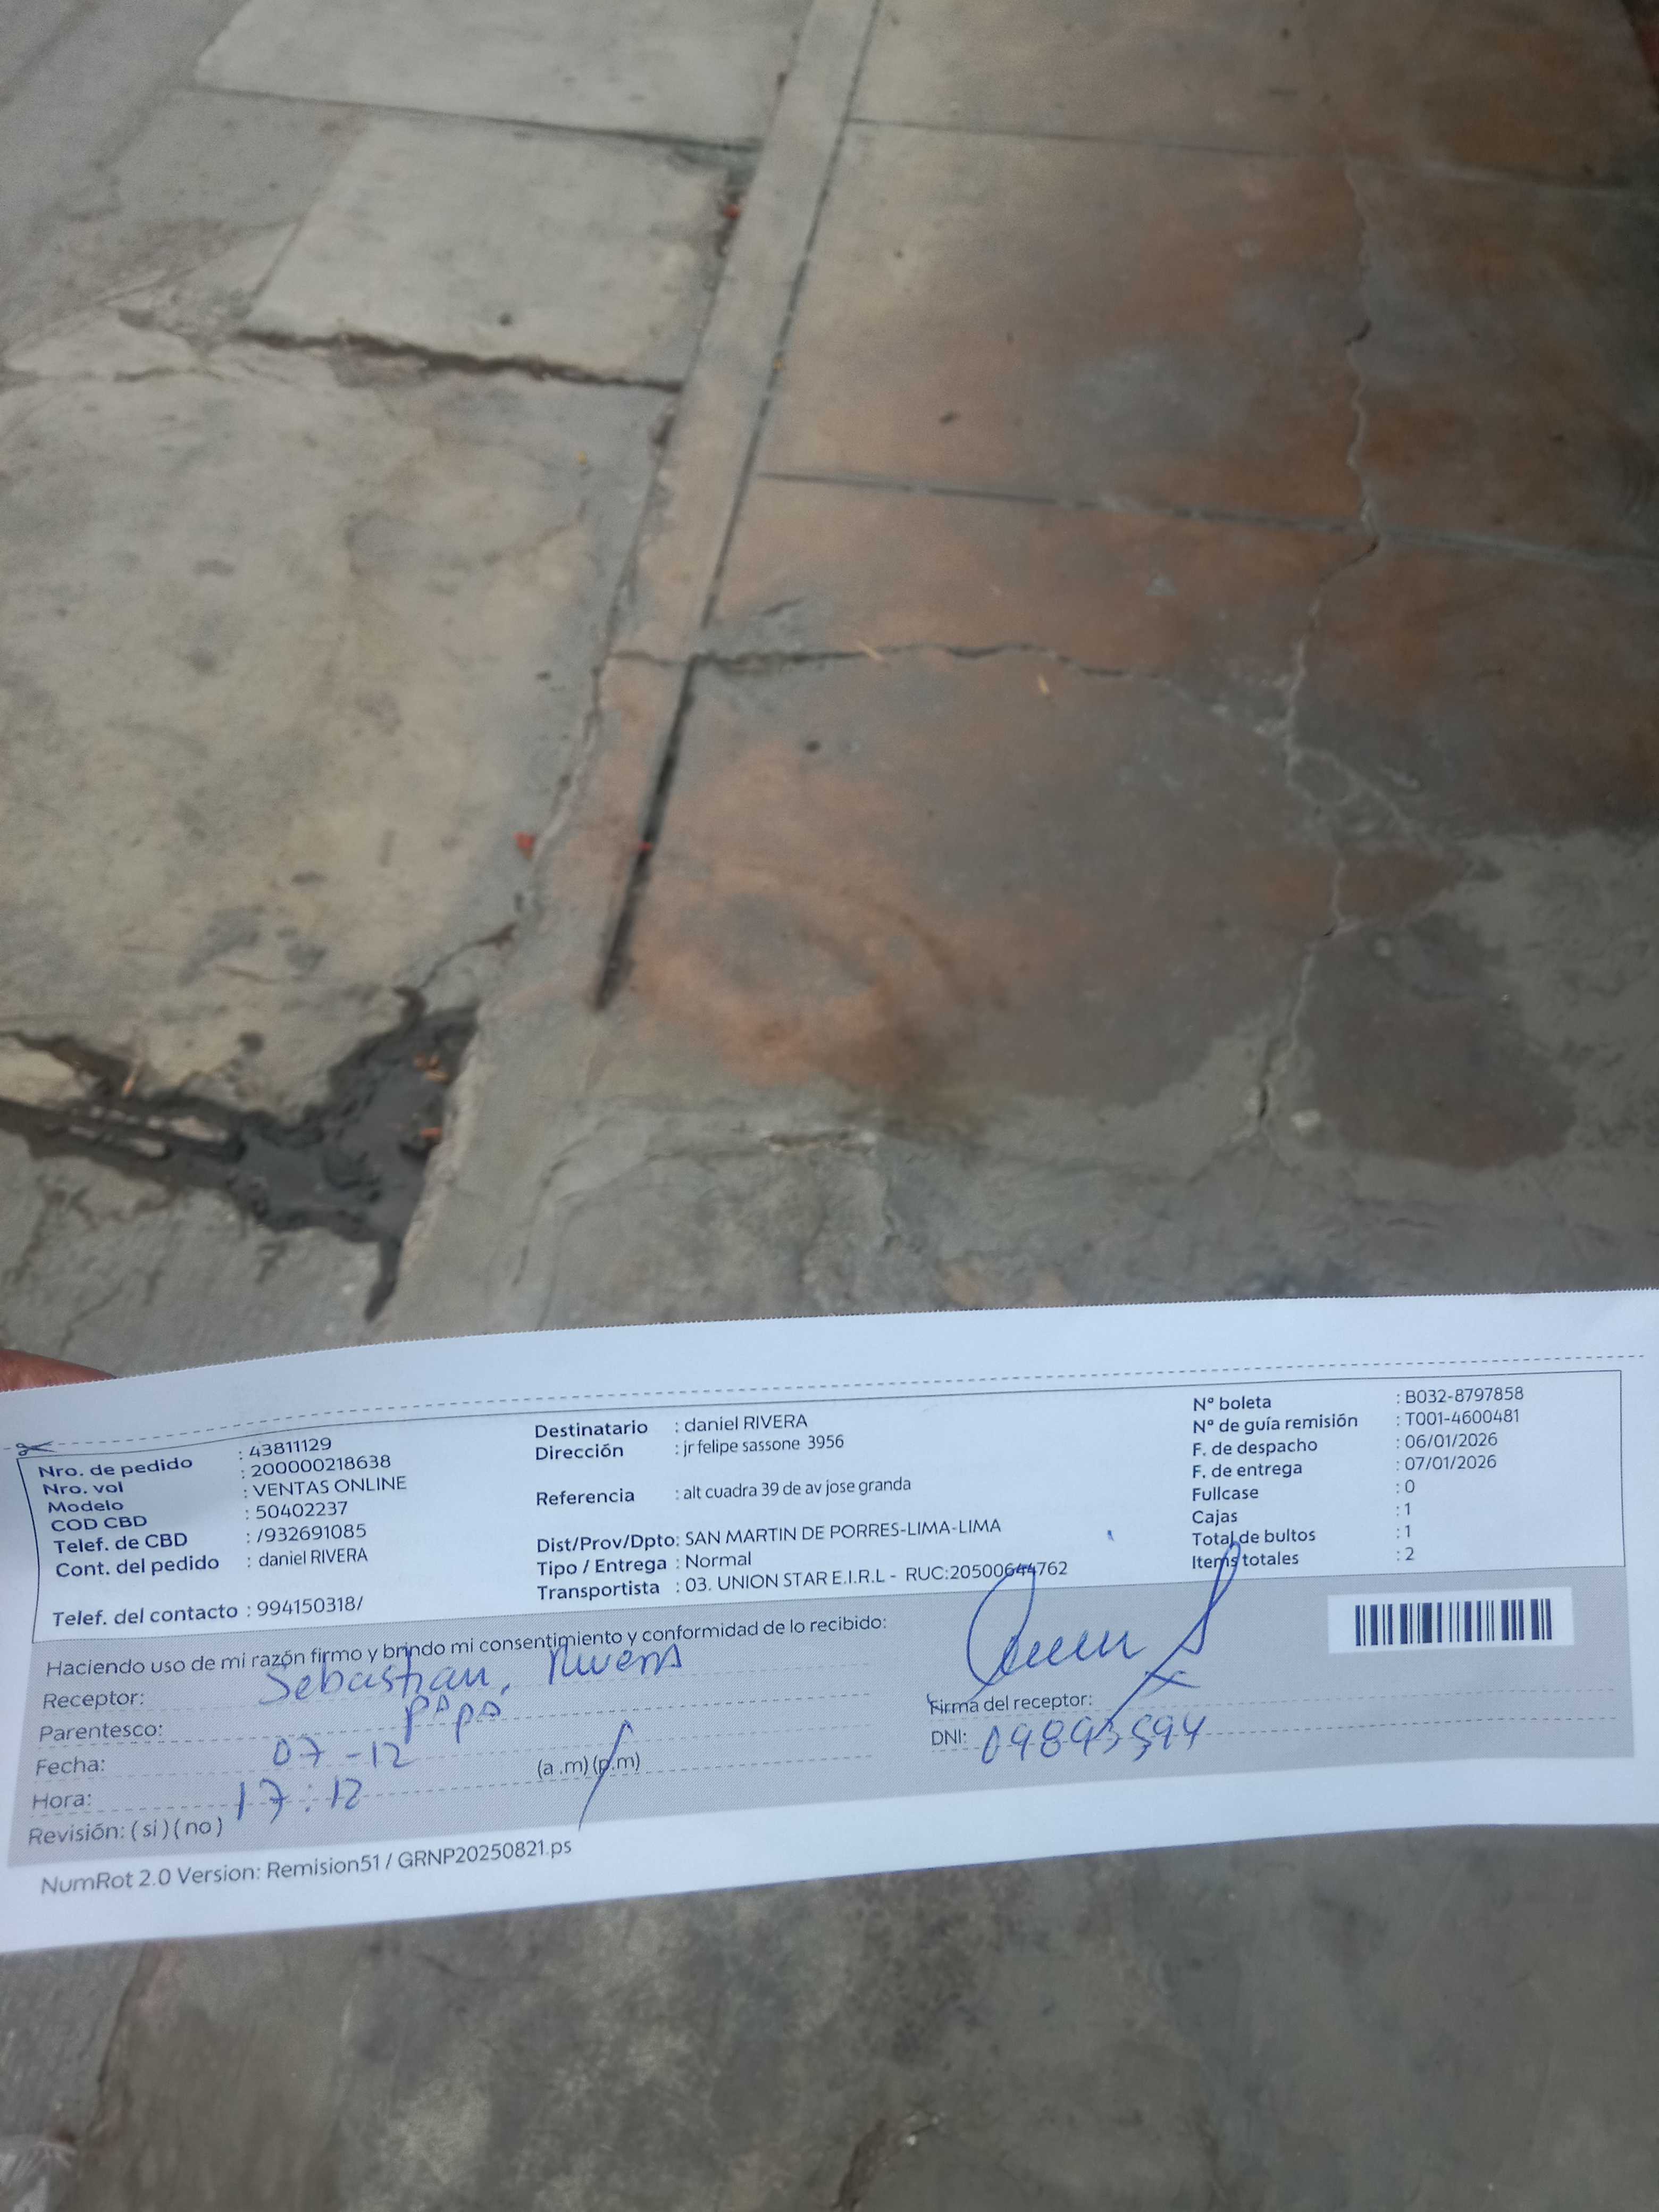 Nro. de pedido : 43811129
Nro. vol : 200000218638
Modelo : VENTAS ONLINE
COD CBD : 50402237
Telef. de CBD : /932691085
Cont. del pedido : daniel RIVERA
Telef. del contacto : 994150318/
Destinatario : daniel RIVERA
Dirección : jr felipe sassone 3956
Referencia : alt cuadra 39 de av jose granda
Dist/Prov/Dpto: SAN MARTIN DE PORRES-LIMA-LIMA
Tipo / Entrega : Normal
Transportista : 03. UNION STAR E.I.R.L - RUC:20500644762
Nº boleta : B032-8797858
Nº de guía remisión : T001-4600481
F. de despacho : 06/01/2026
F. de entrega : 07/01/2026
Fullcase : 0
Cajas : 1
Total de bultos : 1
Items totales : 2
Haciendo uso de mi razón firmo y brindo mi consentimiento y conformidad de lo recibido:
Receptor: Sebastian, Rivera
Parentesco: papa
Fecha: 07-12
Hora: 17:12 (a.m)(p.m)
Revisión: (si)(no)
Firma del receptor:
DNI: 09893594
NumRot 2.0 Version: Remision51 / GRNP20250821.ps